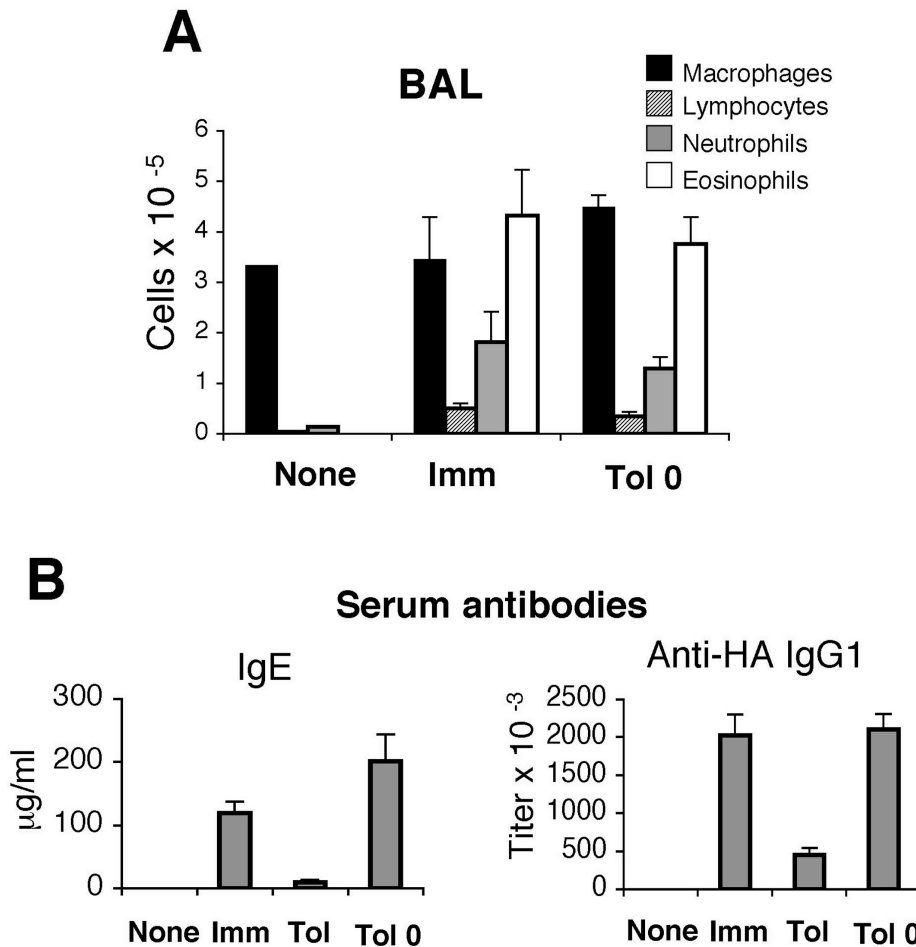 A
BAL
Macrophages
Lymphocytes
Neutrophils
Eosinophils
Cells x 10 -5
6
5
4
3
2
1
0
None Imm Tol 0
B
Serum antibodies
IgE
µg/ml
300
200
100
0
None Imm Tol Tol 0
Anti-HA IgG1
Titer x 10 -3
2500
2000
1500
1000
500
0
None Imm Tol Tol 0